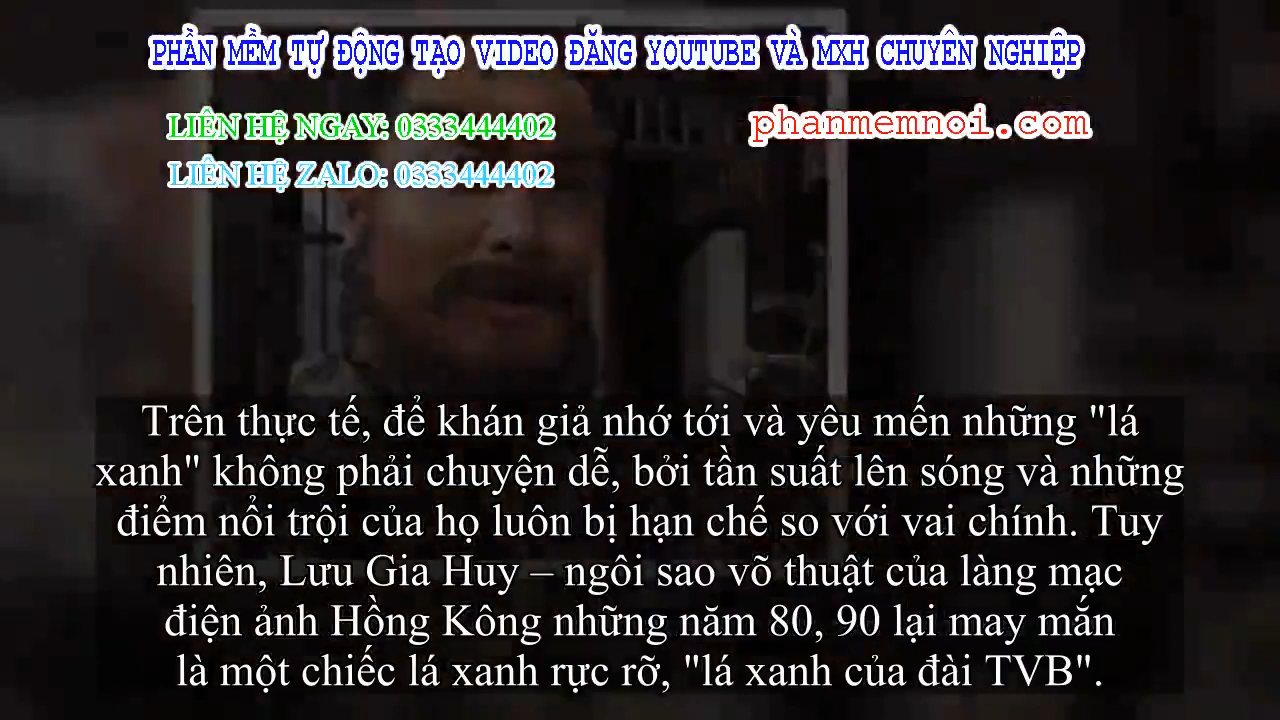 PHẦN MỀM TỰ ĐỘNG TẠO VIDEO ĐĂNG YOUTUBE VÀ MXH CHUYÊN NGHIỆP
LIÊN HỆ NGAY: 0333444402
phanmemnoi.com
LIÊN HỆ ZALO: 0333444402
Trên thực tế, để khán giả nhớ tới và yêu mến những "lá
xanh" không phải chuyện dễ, bởi tần suất lên sóng và những
điểm nổi trội của họ luôn bị hạn chế so với vai chính. Tuy
nhiên, Lưu Gia Huy – ngôi sao võ thuật của làng mạc
điện ảnh Hồng Kông những năm 80, 90 lại may mắn
là một chiếc lá xanh rực rỡ, "lá xanh của đài TVB".